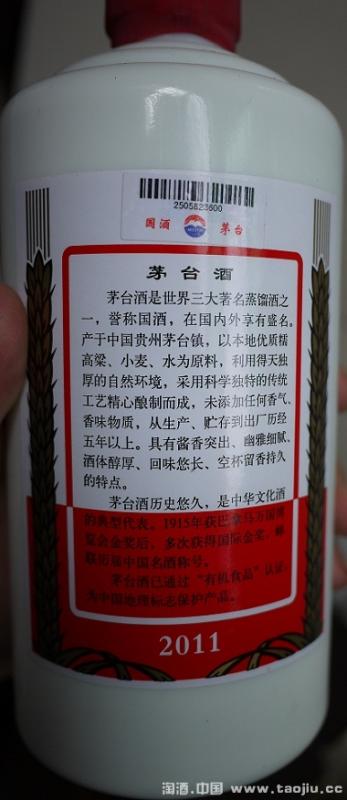 2505823600
国酒 茅台
茅台酒
茅台酒是世界三大著名蒸馏酒之
一，誉称国酒，在国内外享有盛名。
产于中国贵州茅台镇，以本地优质糯
高粱、小麦、水为原料，利用得天独
厚的自然环境，采用科学独特的传统
工艺精心酿制而成，未添加任何香气、
香味物质，从生产、贮存到出厂历经
五年以上。具有酱香突出、幽雅细腻、
酒体醇厚、回味悠长、空杯留香持久
的特点。
茅台酒历史悠久，是中华文化酒
的典型代表。1915年获巴拿马万国博
览会金奖后，多次获得国际金奖，蝉
联历届中国名酒称号。
茅台酒已通过“有机食品”认证，
为中国地理标志保护产品。
2011
淘酒.中国 www.taojiu.cc